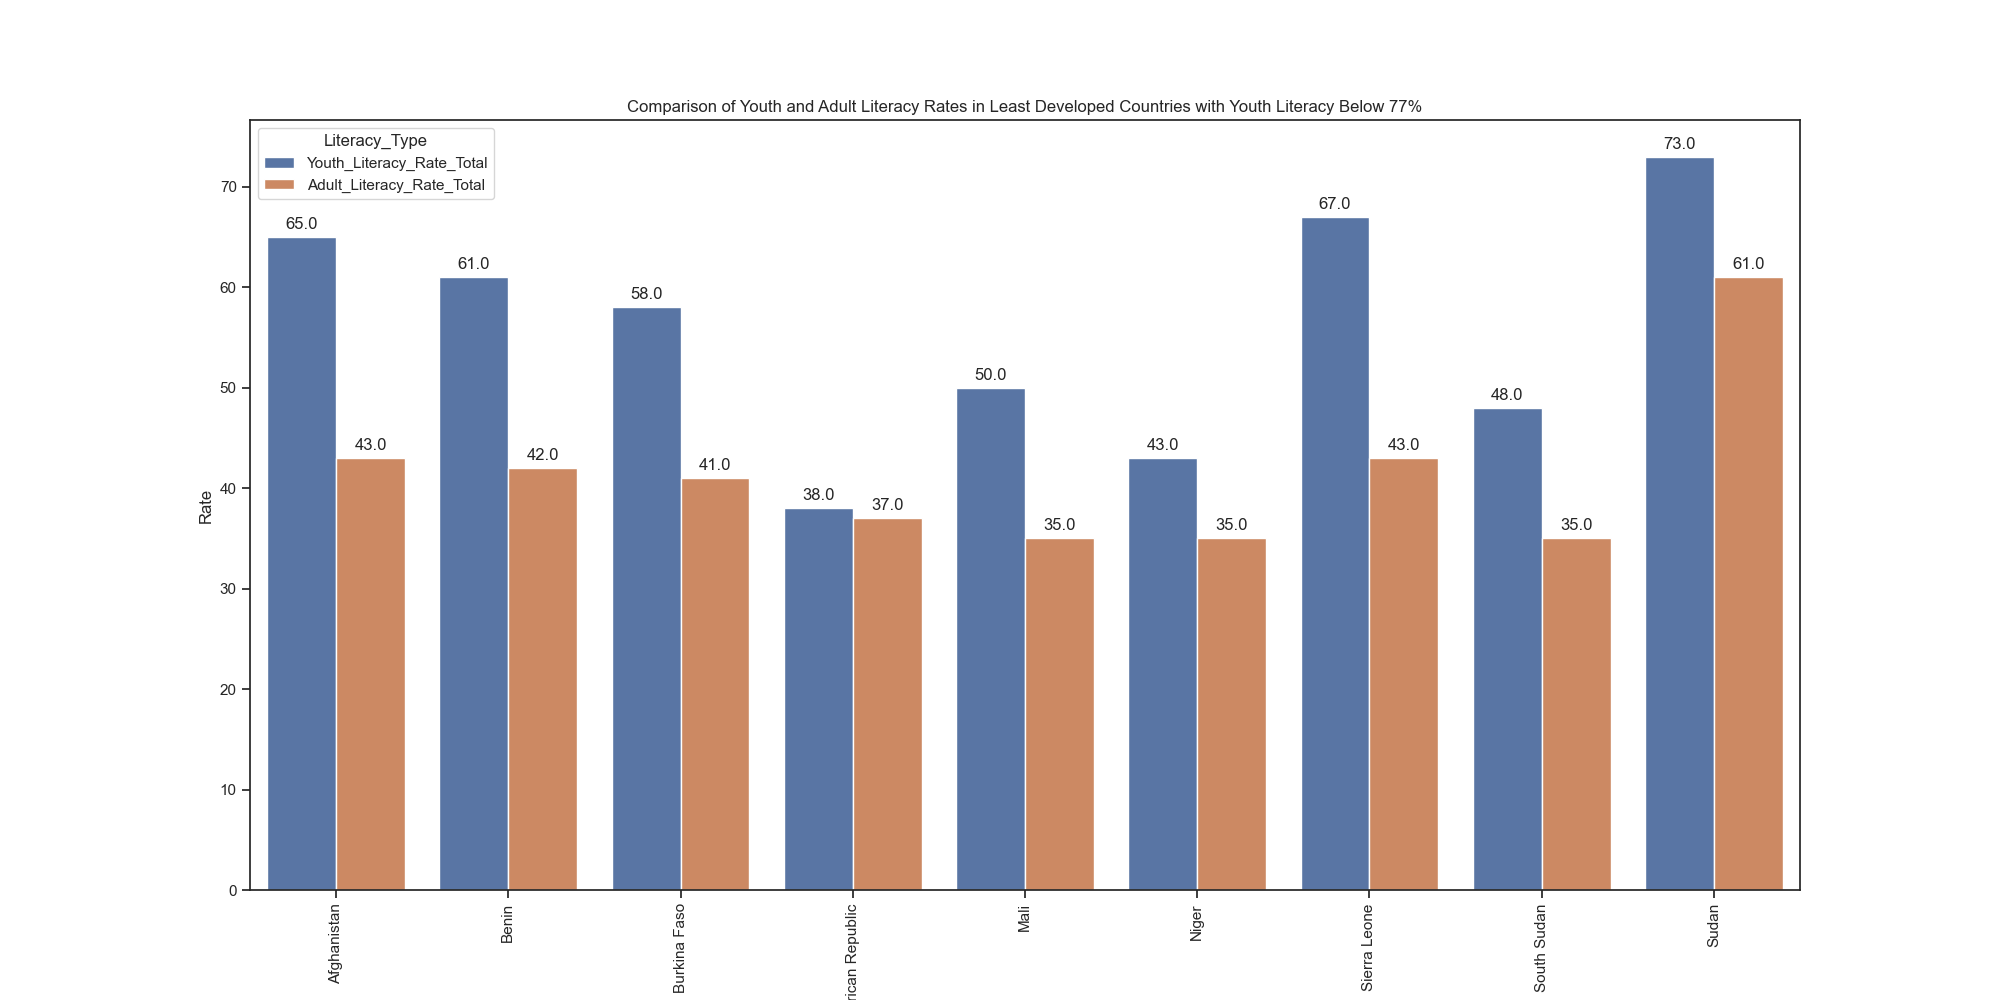 Comparison of Youth and Adult Literacy Rates in Least Developed Countries with Youth Literacy Below 77%
Literacy_Type
Youth_Literacy_Rate_Total
Adult_Literacy_Rate_Total
Rate
70
60
50
40
30
20
10
0
65.0
43.0
61.0
42.0
58.0
41.0
38.0
37.0
50.0
35.0
43.0
35.0
67.0
43.0
48.0
35.0
73.0
61.0
Afghanistan
Benin
Burkina Faso
Republic
Mali
Niger
Sierra Leone
South Sudan
Sudan